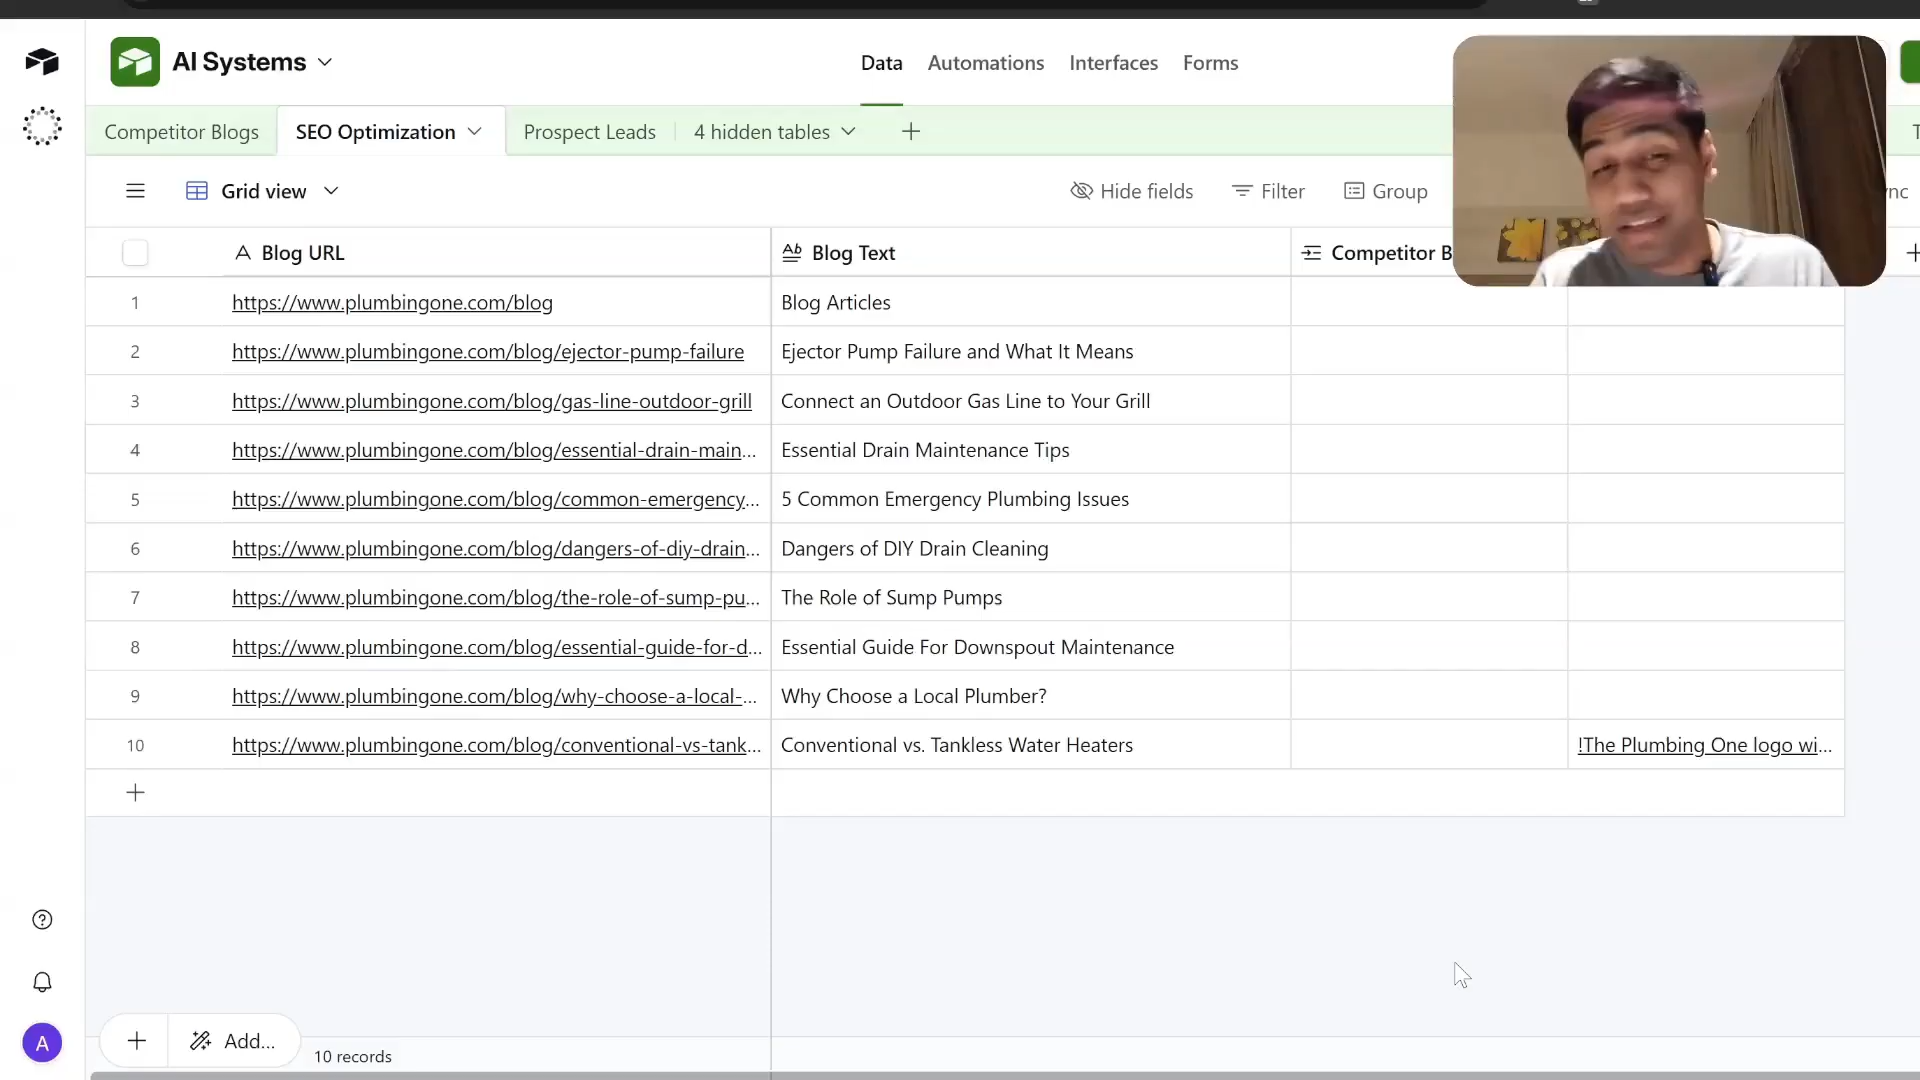 AI Systems
Data
Automations
Interfaces
Forms
Competitor Blogs
SEO Optimization
Prospect Leads
4 hidden tables
Grid view
Hide fields
Filter
Group
Blog URL
Blog Text
Competitor B
1 https://www.plumbingone.com/blog Blog Articles
2 https://www.plumbingone.com/blog/ejector-pump-failure Ejector Pump Failure and What It Means
3 https://www.plumbingone.com/blog/gas-line-outdoor-grill Connect an Outdoor Gas Line to Your Grill
4 https://www.plumbingone.com/blog/essential-drain-main... Essential Drain Maintenance Tips
5 https://www.plumbingone.com/blog/common-emergency... 5 Common Emergency Plumbing Issues
6 https://www.plumbingone.com/blog/dangers-of-diy-drain... Dangers of DIY Drain Cleaning
7 https://www.plumbingone.com/blog/the-role-of-sump-pu... The Role of Sump Pumps
8 https://www.plumbingone.com/blog/essential-guide-for-d... Essential Guide For Downspout Maintenance
9 https://www.plumbingone.com/blog/why-choose-a-local-... Why Choose a Local Plumber?
10 https://www.plumbingone.com/blog/conventional-vs-tank... Conventional vs. Tankless Water Heaters !The Plumbing One logo wi...
A
Add...
10 records